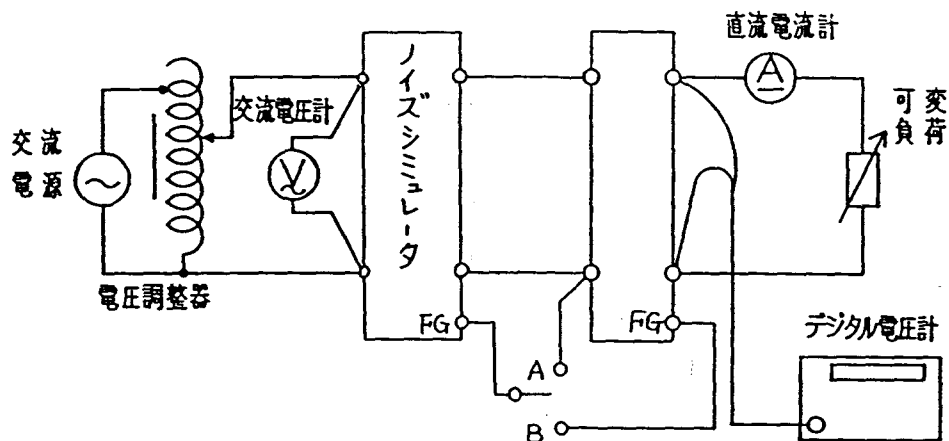 直流電流計
A
可変
負荷
交流電圧計
交流
電源
V
ノイズシミュレータ
電圧調整器
FG
FG
デジタル電圧計
A
B